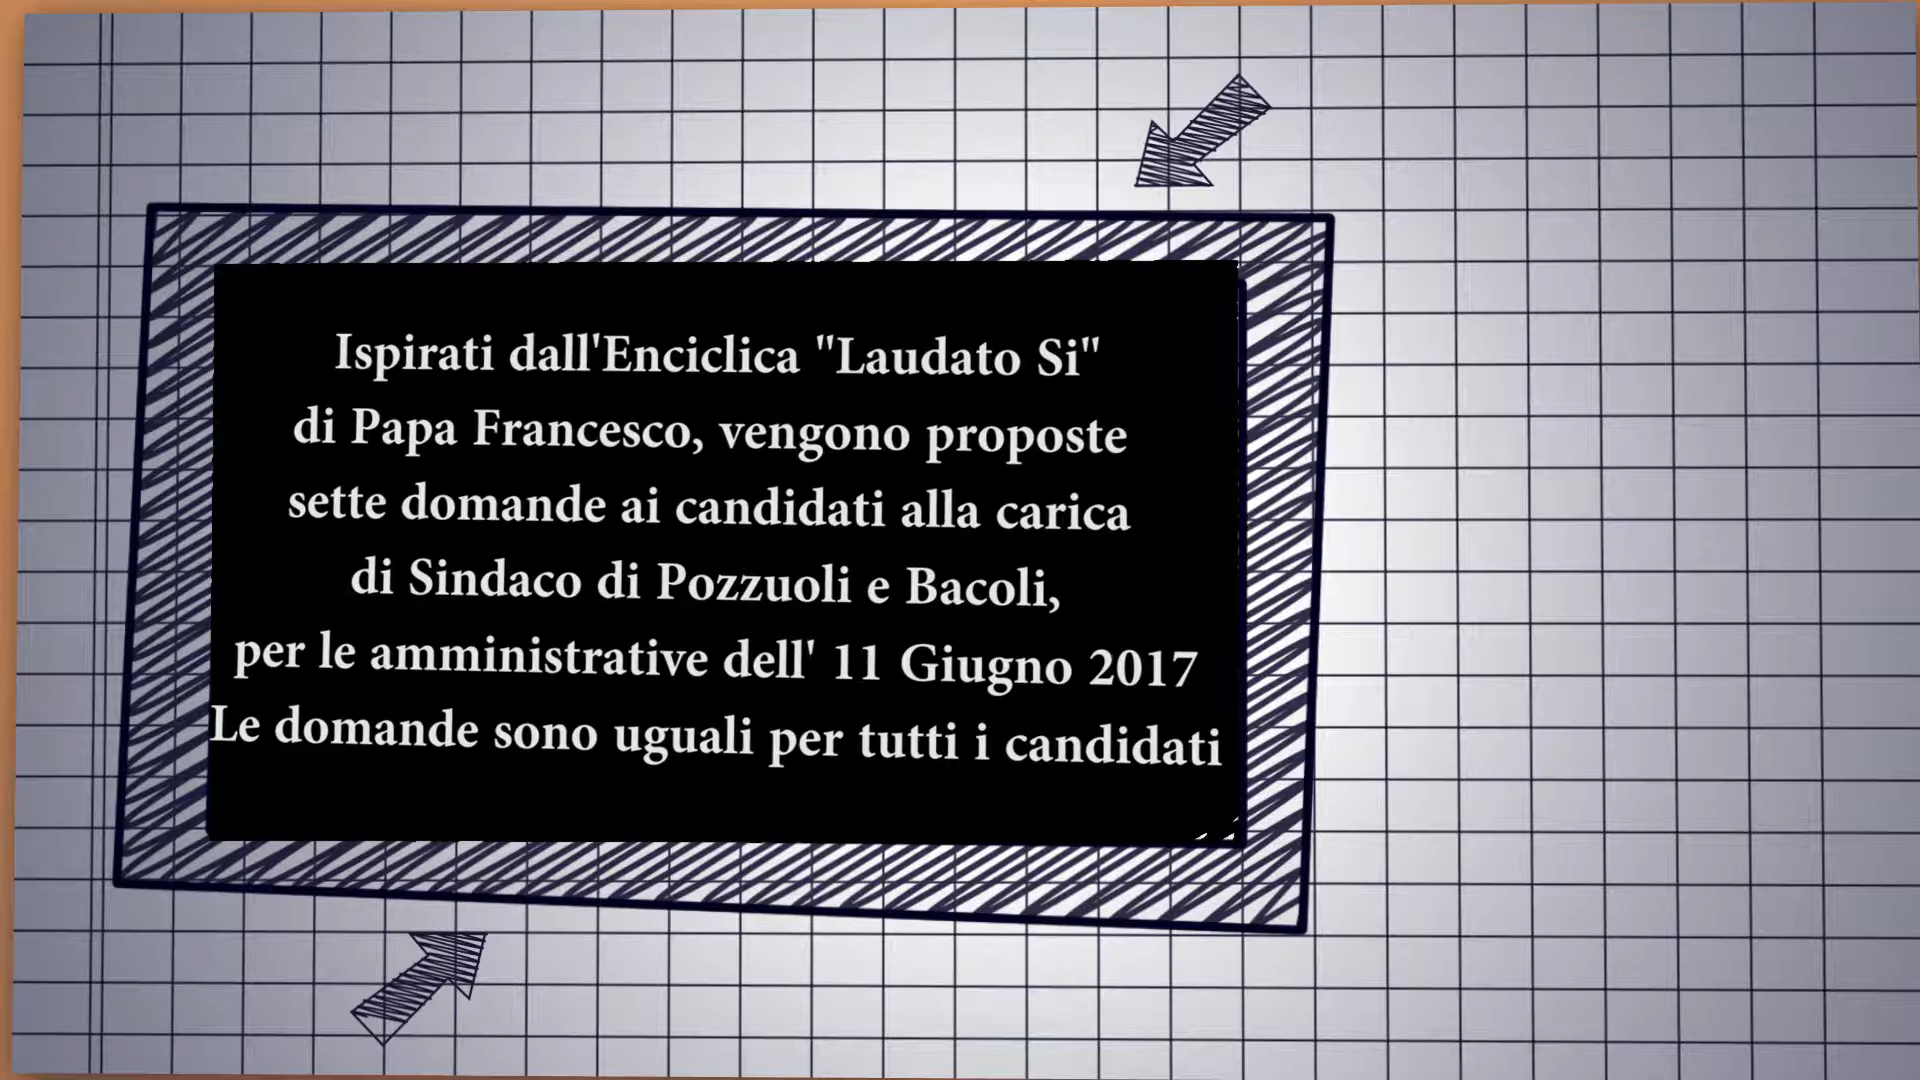 Ispirati dall'Enciclica "Laudato Si"
di Papa Francesco, vengono proposte
sette domande ai candidati alla carica
di Sindaco di Pozzuoli e Bacoli,
per le amministrative dell' 11 Giugno 2017
Le domande sono uguali per tutti i candidati